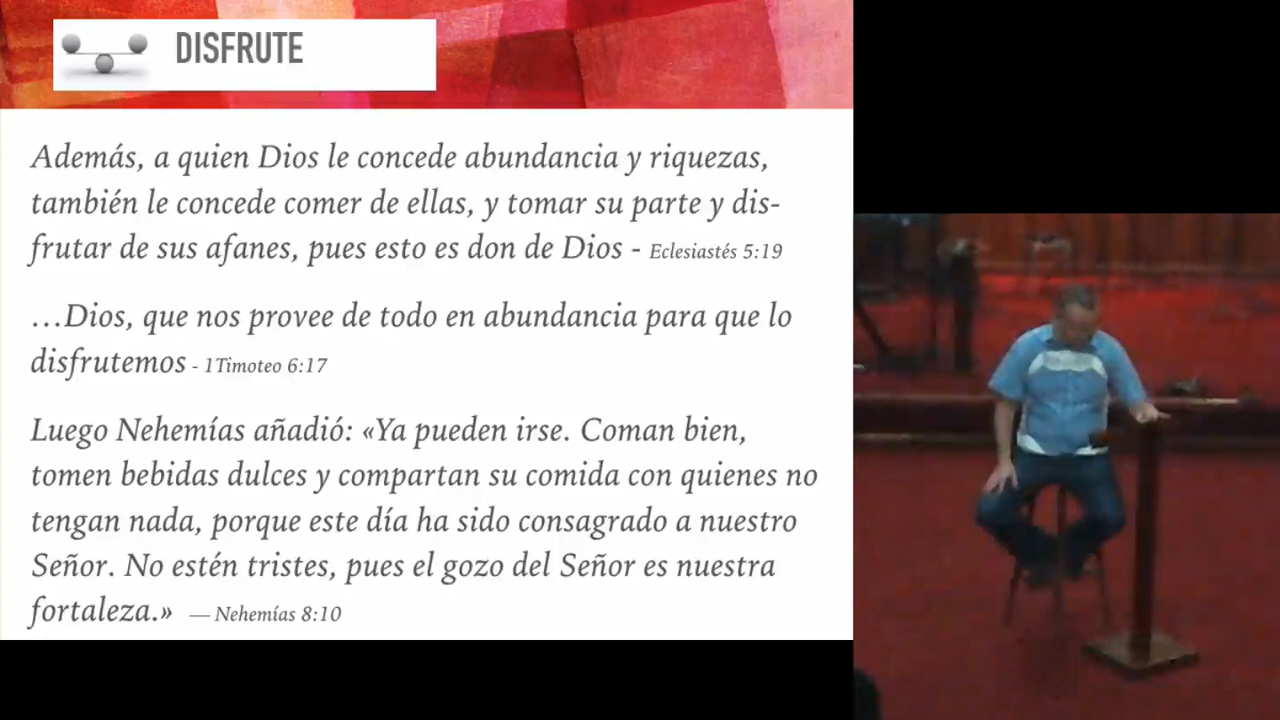 DISFRUTE
Además, a quien Dios le concede abundancia y riquezas,
también le concede comer de ellas, y tomar su parte y dis-
frutar de sus afanes, pues esto es don de Dios - Eclesiastés 5:19
...Dios, que nos provee de todo en abundancia para que lo
disfrutemos - 1Timoteo 6:17
Luego Nehemías añadió: «Ya pueden irse. Coman bien,
tomen bebidas dulces y compartan su comida con quienes no
tengan nada, porque este día ha sido consagrado a nuestro
Señor. No estén tristes, pues el gozo del Señor es nuestra
fortaleza.» — Nehemías 8:10